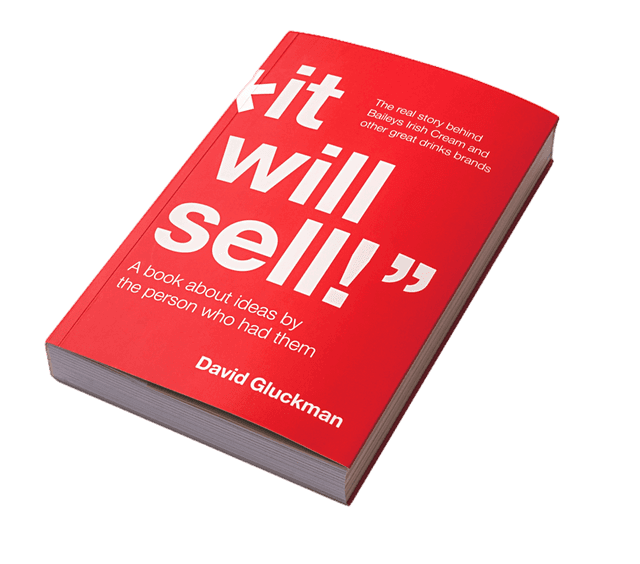 *it
will
sell!”
The real story behind
Baileys Irish Cream and
other great drinks brands
A book about ideas by
the person who had them
David Gluckman